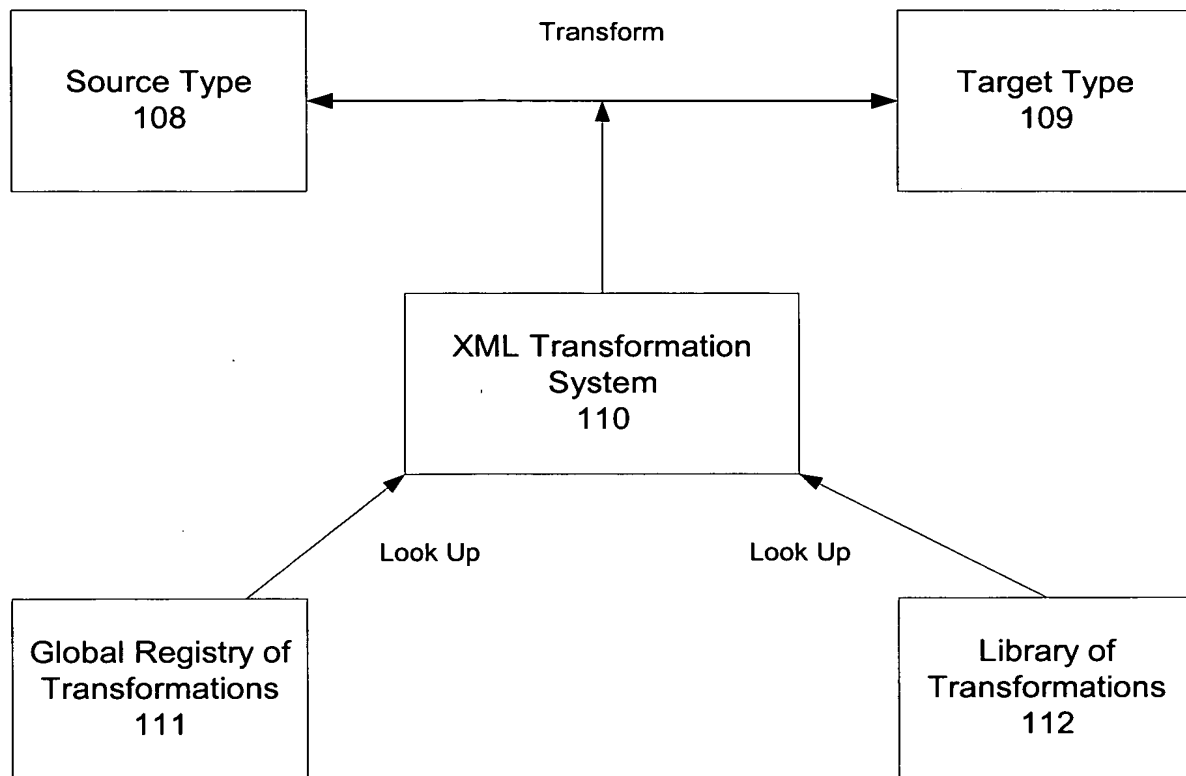 Transform
Source Type
108
Target Type
109
XML Transformation
System
110
Look Up
Look Up
Global Registry of
Transformations
111
Library of
Transformations
112